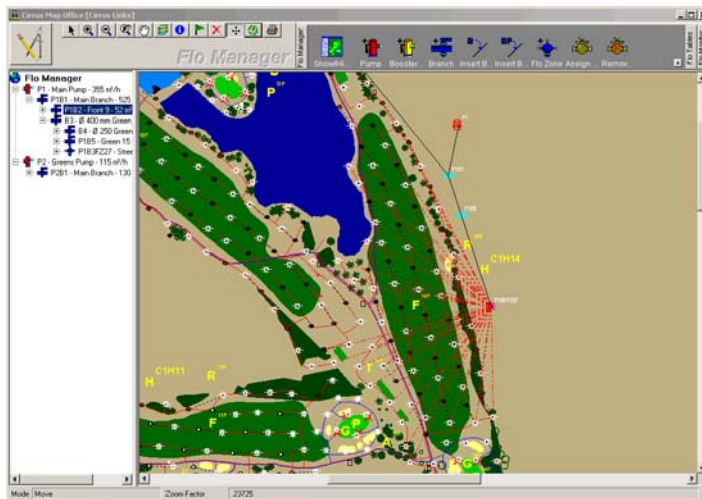 Cirrus Map Office [Cirrus Links]
Flo Manager
Flo Manager
ShowHi...
Pump
Booster...
Branch
Insert B...
Insert B...
Flo Zone
Assign ...
Remov...
Flo Tables
Flo Manager
P1 - Main Pump - 355 m³/h
P1B1 - Main Branch - 525
P1B2 - Front 9 - 52 m³
B3 - Ø 400 mm Green
B4 - Ø 250 Green
P1B5 - Green 15
P1B3FZ27 - Stree
P2 - Greens Pump - 115 m³/h
P2B1 - Main Branch - 130
P
P1
R
C1H14
H
F
C1H11
R
H
T
F
G
P
A
G
Mode
Move
Zoom Factor
.23725